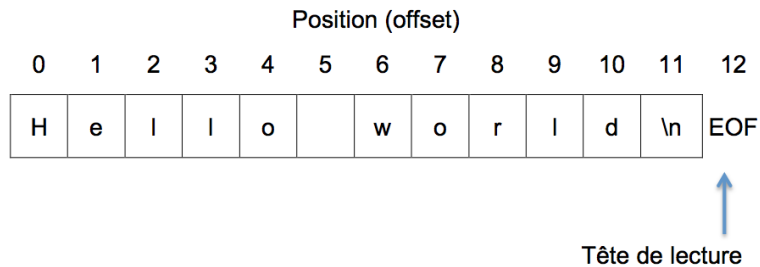 Position (offset)
0 1 2 3 4 5 6 7 8 9 10 11 12
H e l l o w o r l d \n EOF
Tête de lecture